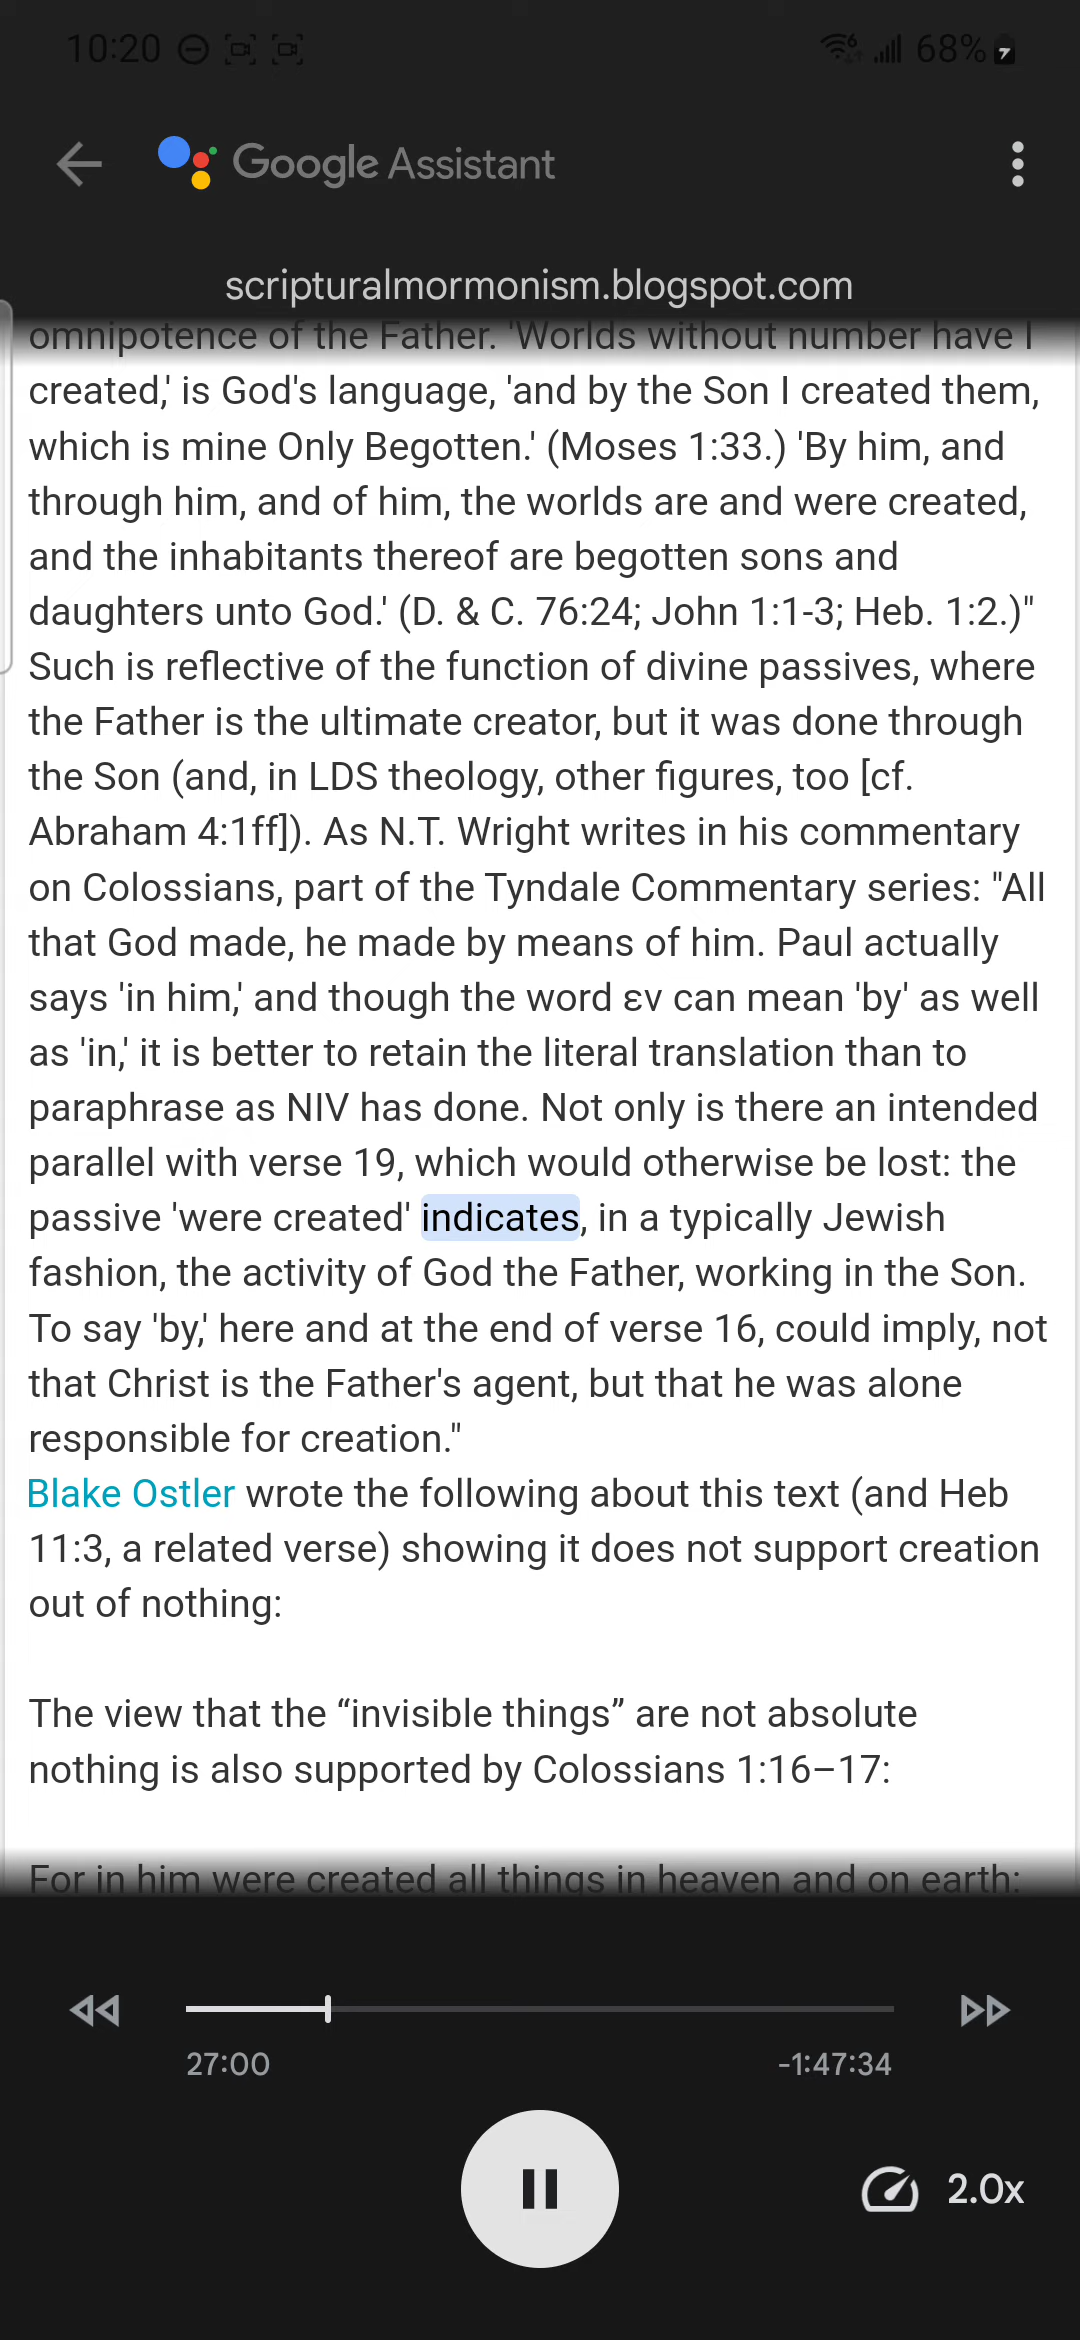 10:20
68%
Google Assistant
scripturalmormonism.blogspot.com
omnipotence of the Father. 'Worlds without number have I
created,' is God's language, 'and by the Son I created them,
which is mine Only Begotten.' (Moses 1:33.) 'By him, and
through him, and of him, the worlds are and were created,
and the inhabitants thereof are begotten sons and
daughters unto God.' (D. & C. 76:24; John 1:1-3; Heb. 1:2.)"
Such is reflective of the function of divine passives, where
the Father is the ultimate creator, but it was done through
the Son (and, in LDS theology, other figures, too [cf.
Abraham 4:1ff]). As N.T. Wright writes in his commentary
on Colossians, part of the Tyndale Commentary series: "All
that God made, he made by means of him. Paul actually
says 'in him,' and though the word εν can mean 'by' as well
as 'in,' it is better to retain the literal translation than to
paraphrase as NIV has done. Not only is there an intended
parallel with verse 19, which would otherwise be lost: the
passive 'were created' indicates, in a typically Jewish
fashion, the activity of God the Father, working in the Son.
To say 'by,' here and at the end of verse 16, could imply, not
that Christ is the Father's agent, but that he was alone
responsible for creation."
Blake Ostler wrote the following about this text (and Heb
11:3, a related verse) showing it does not support creation
out of nothing:
The view that the “invisible things” are not absolute
nothing is also supported by Colossians 1:16–17:
For in him were created all things in heaven and on earth:
27:00
-1:47:34
2.0x